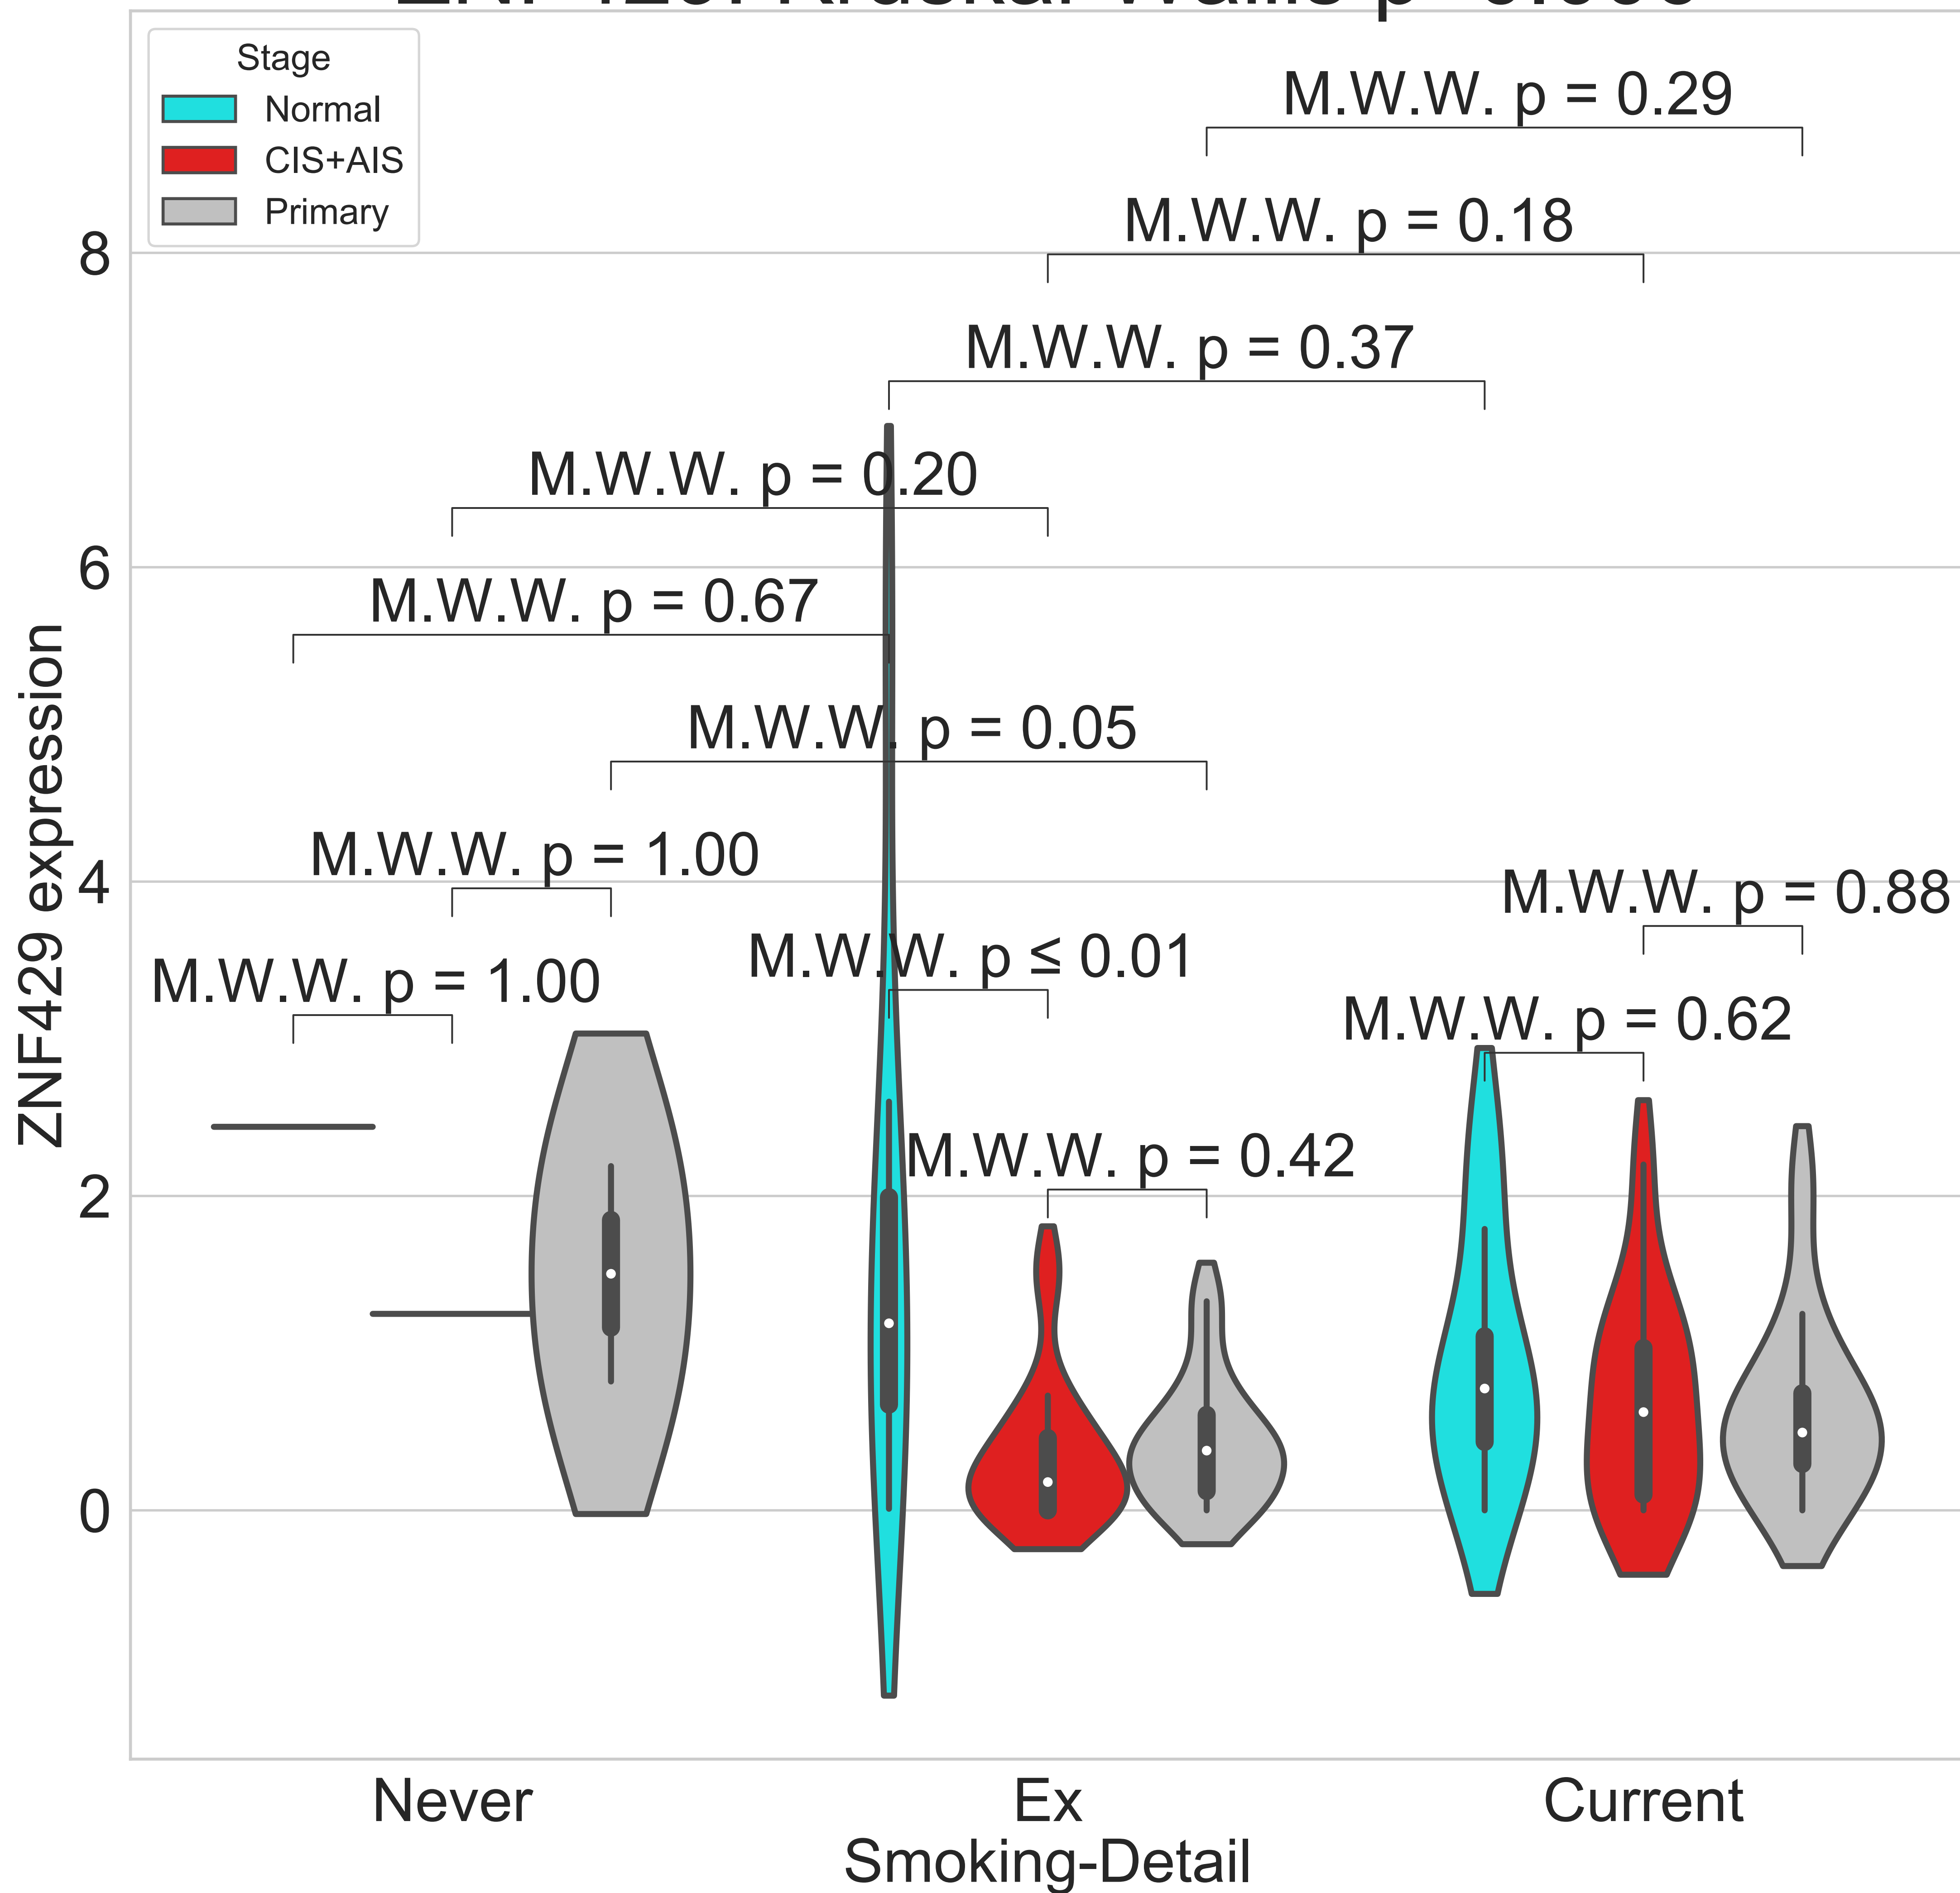 Stage
Normal
CIS+AIS
Primary
M.W.W. p = 0.29
M.W.W. p = 0.18
M.W.W. p = 0.37
M.W.W. p = 0.20
M.W.W. p = 0.67
M.W.W. p = 0.05
M.W.W. p = 1.00
M.W.W. p = 0.88
M.W.W. p ≤ 0.01
M.W.W. p = 1.00
M.W.W. p = 0.62
M.W.W. p = 0.42
ZNF429 expression
8
6
4
2
0
Never Ex Current
Smoking-Detail